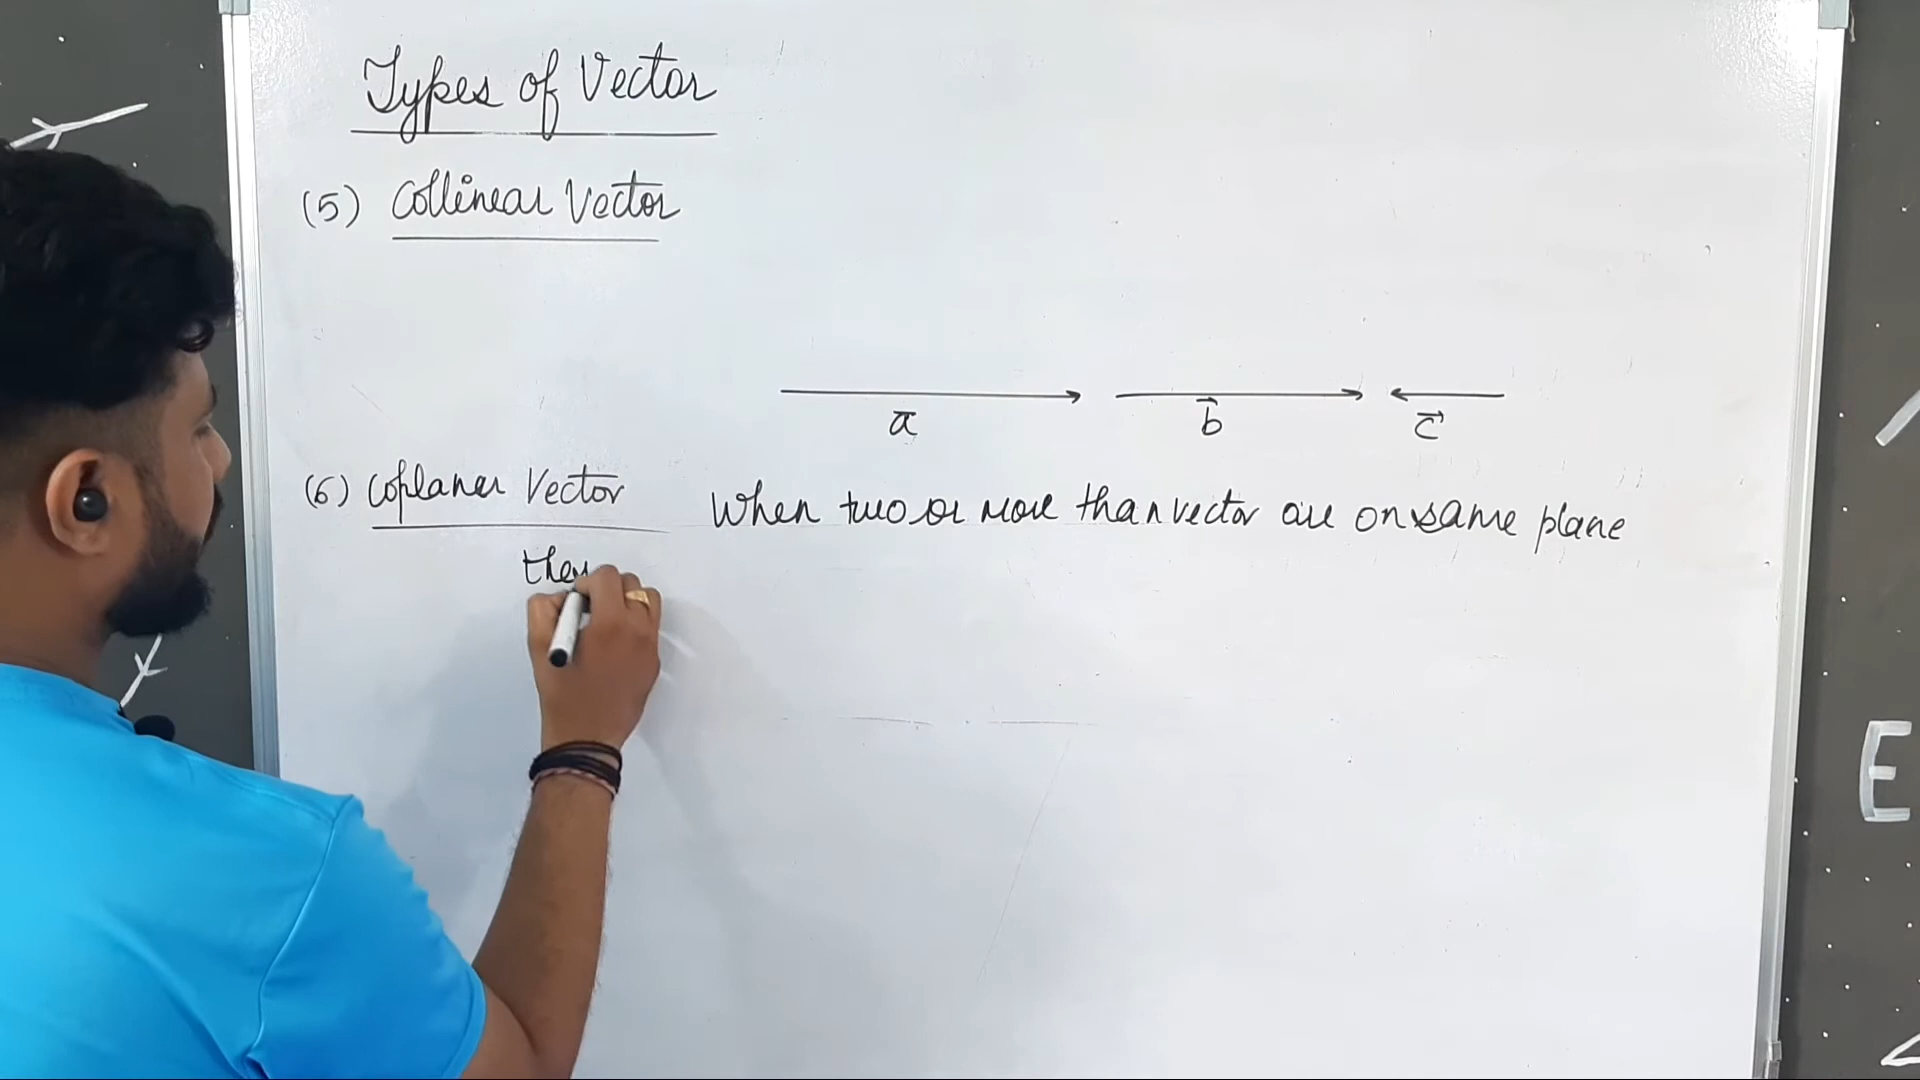 Types of Vector
(5) Collinear Vector
a⃗ b⃗ c⃗
(6) Coplaner Vector When two or more than vector are on same plane
they
E